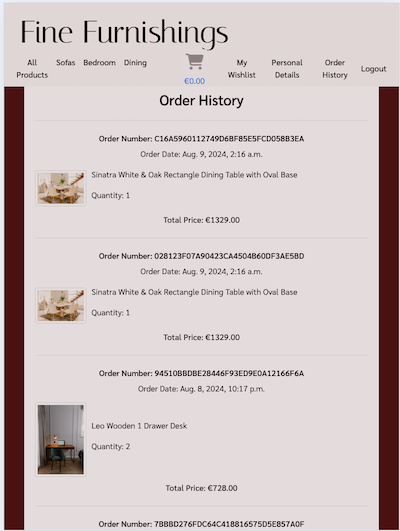 Fine Furnishings
All Products
Sofas
Bedroom
Dining
€0.00
My Wishlist
Personal Details
Order History
Logout
Order History
Order Number: C16A5960112749D6BF85E5FCD058B3EA
Order Date: Aug. 9, 2024, 2:16 a.m.
Sinatra White & Oak Rectangle Dining Table with Oval Base
Quantity: 1
Total Price: €1329.00
Order Number: 028123F07A90423CA4504B60DF3AE5BD
Order Date: Aug. 9, 2024, 2:16 a.m.
Sinatra White & Oak Rectangle Dining Table with Oval Base
Quantity: 1
Total Price: €1329.00
Order Number: 94510BBDBE28446F93ED9E0A12166F6A
Order Date: Aug. 8, 2024, 10:17 p.m.
Leo Wooden 1 Drawer Desk
Quantity: 2
Total Price: €728.00
Order Number: 7BBBD276FDC64C418816575D5E857A0F